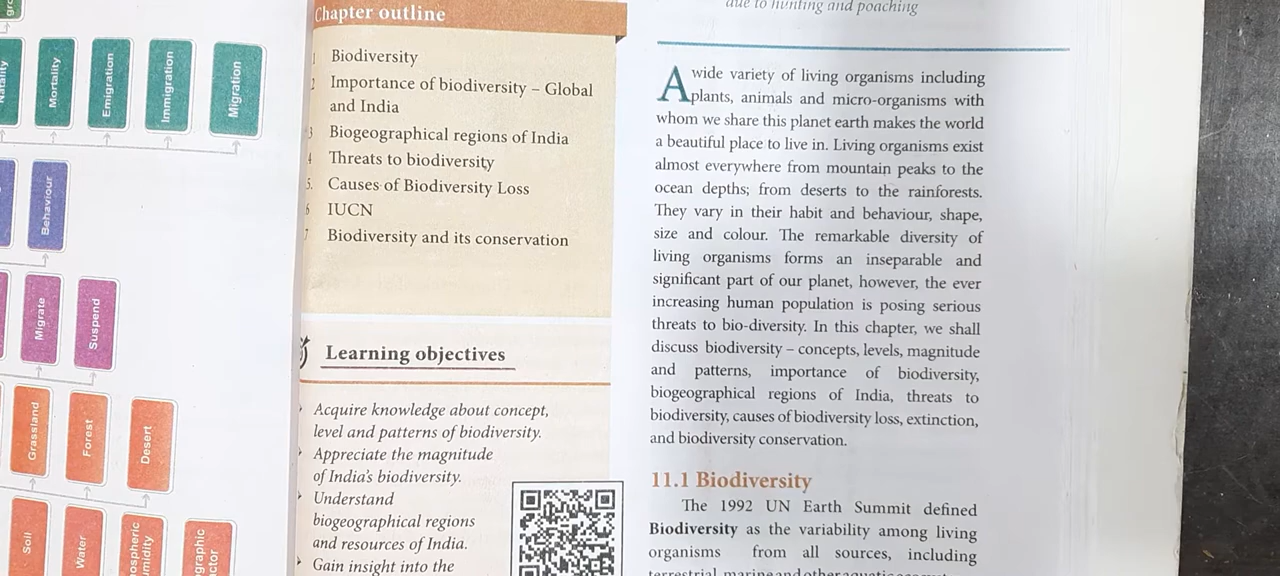 Mortality
Emigration
Immigration
Migration
Behaviour
Migrate
Suspend
Grassland
Forest
Desert
Soil
Water
Chapter outline
Biodiversity
2 Importance of biodiversity – Global
and India
3 Biogeographical regions of India
4 Threats to biodiversity
5. Causes of Biodiversity Loss
6 IUCN
7 Biodiversity and its conservation
Learning objectives
Acquire knowledge about concept,
level and patterns of biodiversity.
Appreciate the magnitude
of India's biodiversity.
Understand
biogeographical regions
and resources of India.
Gain insight into the
due to hunting and poaching
A wide variety of living organisms including
plants, animals and micro-organisms with
whom we share this planet earth makes the world
a beautiful place to live in. Living organisms exist
almost everywhere from mountain peaks to the
ocean depths; from deserts to the rainforests.
They vary in their habit and behaviour, shape,
size and colour. The remarkable diversity of
living organisms forms an inseparable and
significant part of our planet, however, the ever
increasing human population is posing serious
threats to bio-diversity. In this chapter, we shall
discuss biodiversity – concepts, levels, magnitude
and patterns, importance of biodiversity,
biogeographical regions of India, threats to
biodiversity, causes of biodiversity loss, extinction,
and biodiversity conservation.
11.1 Biodiversity
The 1992 UN Earth Summit defined
Biodiversity as the variability among living
organisms from all sources, including